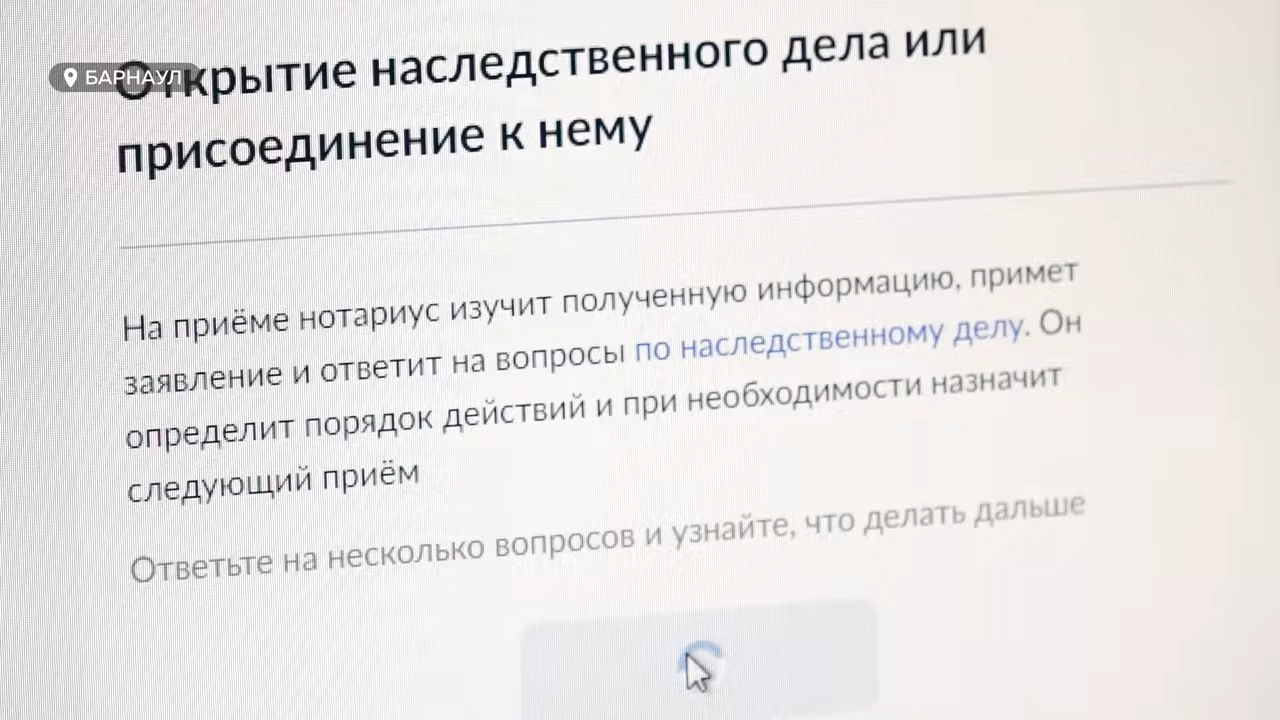 БАРНАУЛ
Открытие наследственного дела или
присоединение к нему
На приёме нотариус изучит полученную информацию, примет
заявление и ответит на вопросы по наследственному делу. Он
определит порядок действий и при необходимости назначит
следующий приём
Ответьте на несколько вопросов и узнайте, что делать дальше